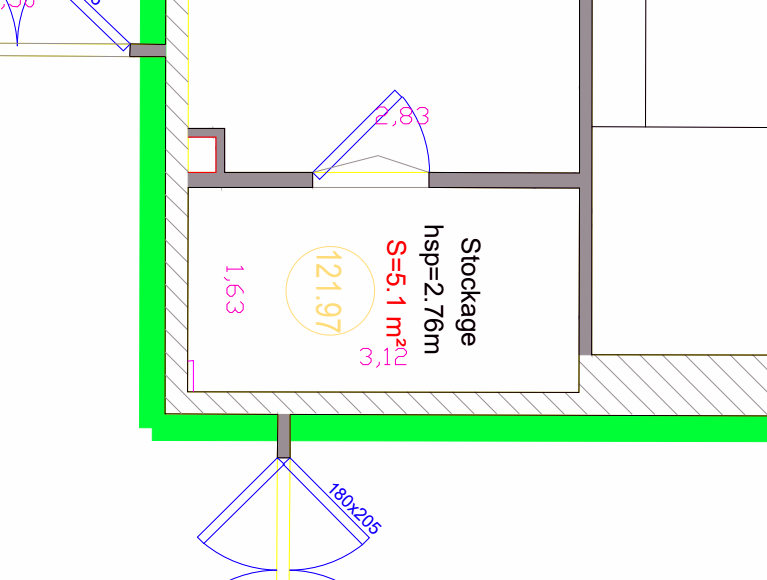 2,83
Stockage
hsp=2.76m
S=5.1 m²
121.97
1,63
3,12
180x205